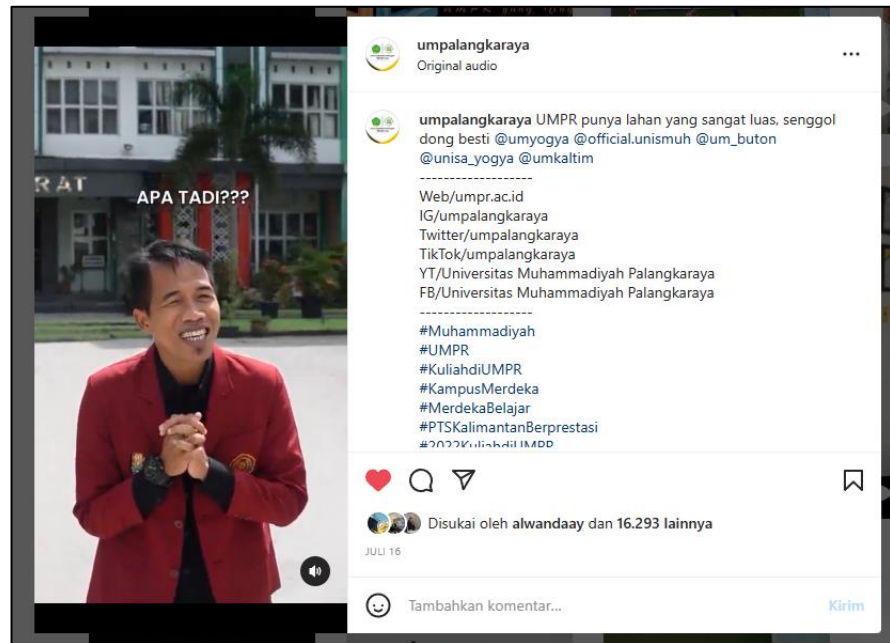 RAT
APA TADI???
umpalangkaraya
Original audio
umpalangkaraya UMPR punya lahan yang sangat luas, senggol
dong besti @umyogya @official.unismuh @um_buton
@unisa_yogya @umkaltim
-------------------
Web/umpr.ac.id
IG/umpalangkaraya
Twitter/umpalangkaraya
TikTok/umpalangkaraya
YT/Universitas Muhammadiyah Palangkaraya
FB/Universitas Muhammadiyah Palangkaraya
-------------------
#Muhammadiyah
#UMPR
#KuliahdiUMPR
#KampusMerdeka
#MerdekaBelajar
#PTSKalimantanBerprestasi
#2022KuliahdiUMPR
Disukai oleh alwandaay dan 16.293 lainnya
JULI 16
Tambahkan komentar...
Kirim